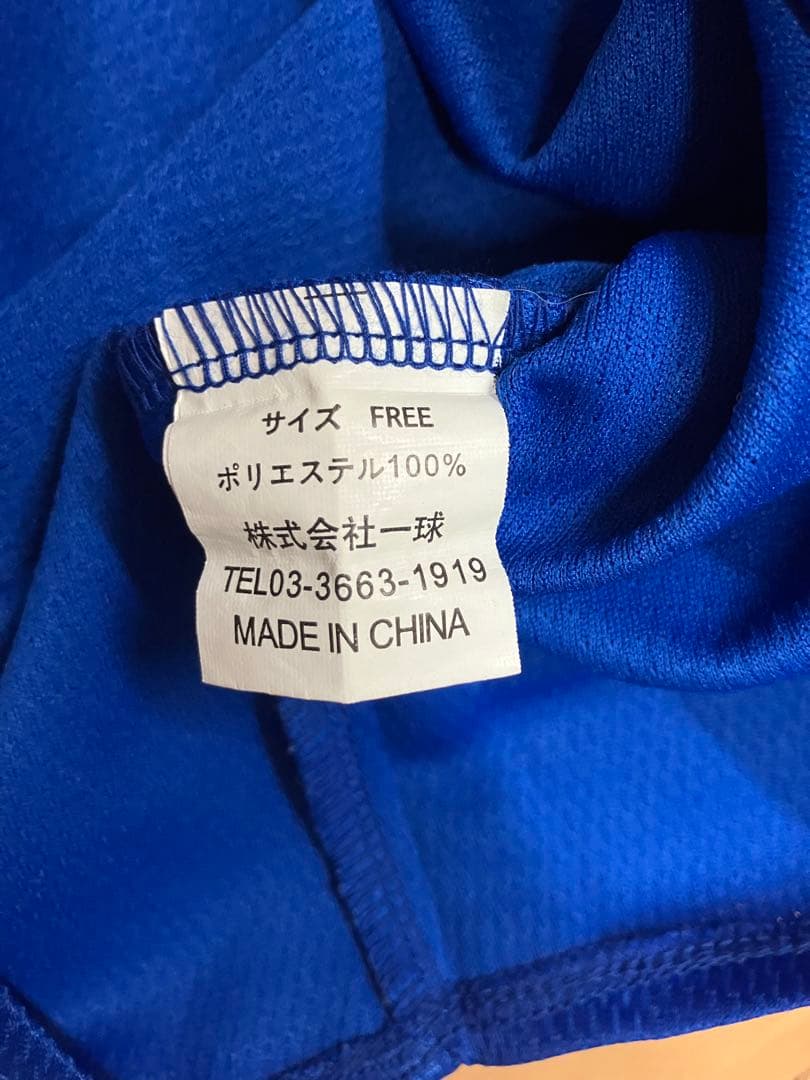 サイズ FREE
ポリエステル100%
株式会社一球
TEL03-3663-1919
MADE IN CHINA